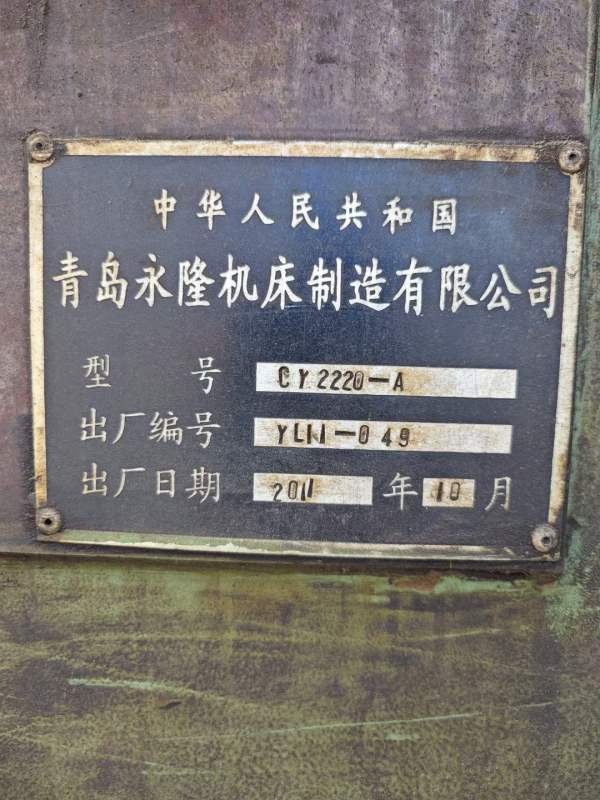 中华人民共和国
青岛永隆机床制造有限公司
型 号 CY2220-A
出厂编号 YL11-049
出厂日期 2011 年 10 月